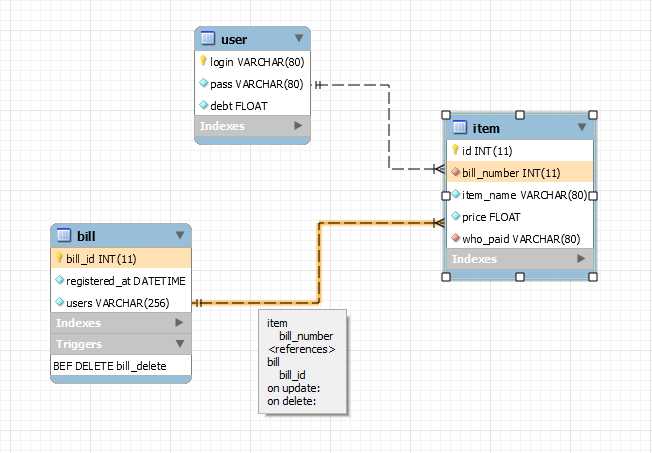 user
login VARCHAR(80)
pass VARCHAR(80)
debt FLOAT
Indexes
item
id INT(11)
bill_number INT(11)
item_name VARCHAR(80)
price FLOAT
who_paid VARCHAR(80)
Indexes
bill
bill_id INT(11)
registered_at DATETIME
users VARCHAR(256)
Indexes
Triggers
BEF DELETE bill_delete
item
bill_number
<references>
bill
bill_id
on update:
on delete: